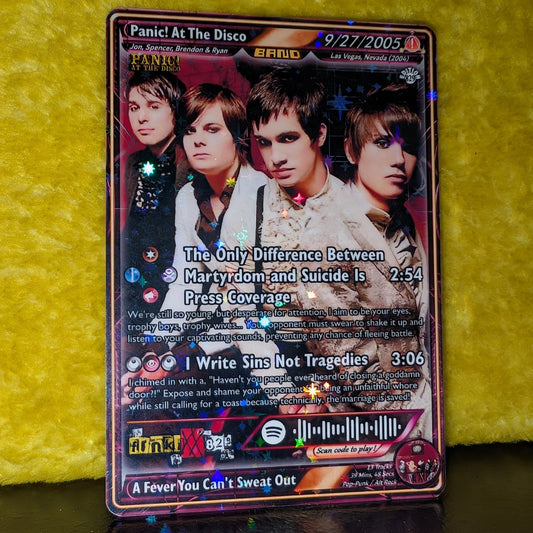 Panic! At The Disco
9/27/2005
Jon, Spencer, Brendon & Ryan
BAND
Las Vegas, Nevada (2004)
PANIC!
AT THE DISCO
The Only Difference Between
Martyrdom and Suicide Is 2:54
Press Coverage
We're still so young, but desperate for attention, I aim to be your eyes,
trophy boys, trophy wives... Your opponent must swear to shake it up and
listen to your captivating sounds, preventing any chance of fleeing battle.
I Write Sins Not Tragedies 3:06
I chimed in with a, "Haven't you people ever heard of closing a goddamn
door?!" Expose and shame your opponent for being an unfaithful whore
while still calling for a toast because technically, the marriage is saved!
Scan code to play!
13 Tracks
39 Mins, 48 Secs
Pop-Punk / Alt Rock
A Fever You Can't Sweat Out